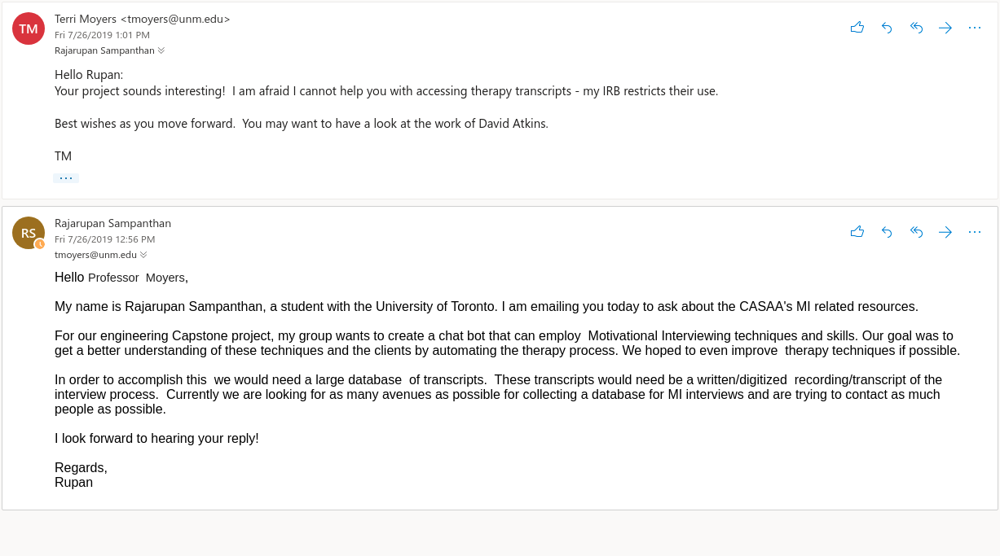 TM
Terri Moyers <tmoyers@unm.edu>
Fri 7/26/2019 1:01 PM
Rajarupan Sampanthan
Hello Rupan:
Your project sounds interesting!  I am afraid I cannot help you with accessing therapy transcripts - my IRB restricts their use.
Best wishes as you move forward.  You may want to have a look at the work of David Atkins.
TM
...
RS
Rajarupan Sampanthan
Fri 7/26/2019 12:56 PM
tmoyers@unm.edu
Hello Professor  Moyers,
My name is Rajarupan Sampanthan, a student with the University of Toronto. I am emailing you today to ask about the CASAA's MI related resources.
For our engineering Capstone project, my group wants to create a chat bot that can employ  Motivational Interviewing techniques and skills. Our goal was to
get a better understanding of these techniques and the clients by automating the therapy process. We hoped to even improve  therapy techniques if possible.
In order to accomplish this  we would need a large database  of transcripts.  These transcripts would need be a written/digitized  recording/transcript of the
interview process.  Currently we are looking for as many avenues as possible for collecting a database for MI interviews and are trying to contact as much
people as possible.
I look forward to hearing your reply!
Regards,
Rupan